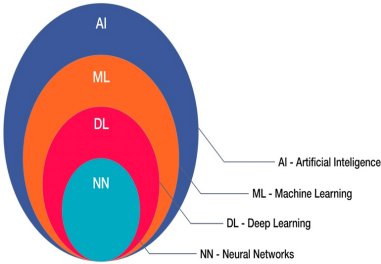 AI
ML
DL
NN
AI - Artificial Inteligence
ML - Machine Learning
DL - Deep Learning
NN - Neural Networks